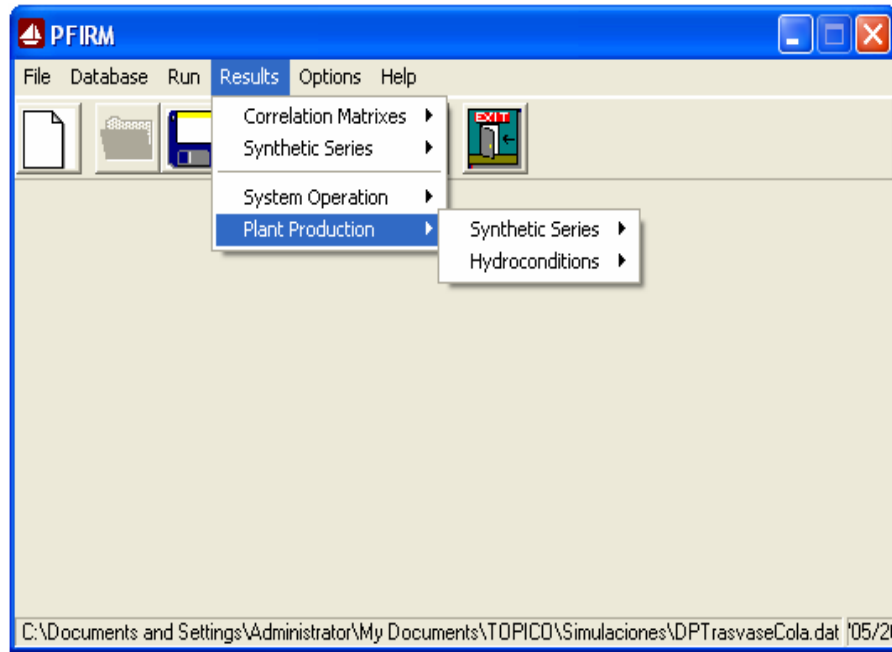 PFIRM
File Database Run Results Options Help
EXIT
Correlation Matrixes
Synthetic Series
System Operation
Plant Production
Synthetic Series
Hydroconditions
C:\Documents and Settings\Administrator\My Documents\TOPICO\Simulaciones\DPTrasvaseCola.dat